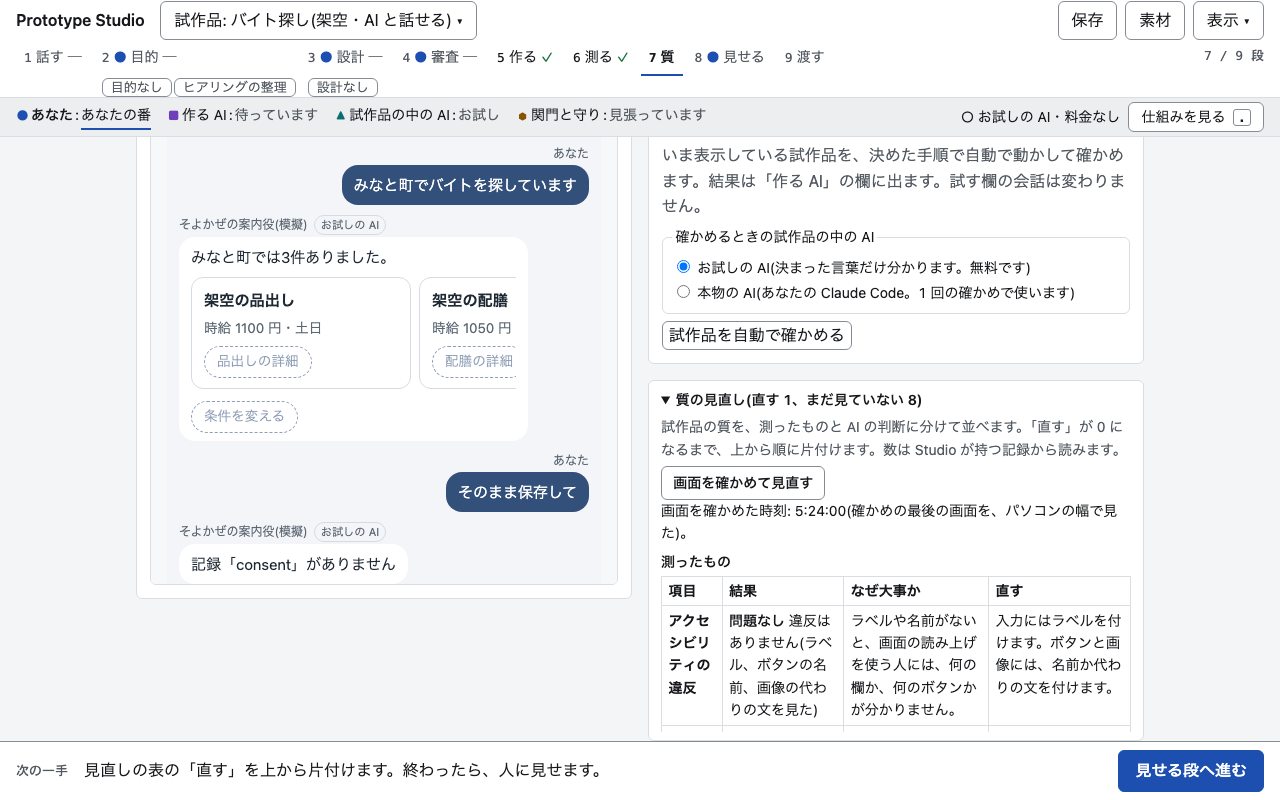 Prototype Studio
試作品: バイト探し(架空・AI と話せる) ▾
保存
素材
表示 ▾
1 話す —
2 目的 —
3 設計 —
4 審査 —
5 作る ✓
6 測る ✓
7 質
8 見せる
9 渡す
7 / 9 段
目的なし
ヒアリングの整理
設計なし
あなた:あなたの番
作る AI:待っています
試作品の中の AI:お試し
関門と守り:見張っています
お試しの AI・料金なし
仕組みを見る .
あなた
みなと町でバイトを探しています
そよかぜの案内役(模擬) お試しの AI
みなと町では3件ありました。
架空の品出し
時給 1100 円・土日
品出しの詳細
架空の配膳
時給 1050 円
配膳の詳細
条件を変える
あなた
そのまま保存して
そよかぜの案内役(模擬) お試しの AI
記録「consent」がありません
いま表示している試作品を、決めた手順で自動で動かして確かめ
ます。結果は「作る AI」の欄に出ます。試す欄の会話は変わりま
せん。
確かめるときの試作品の中の AI
お試しの AI(決まった言葉だけ分かります。無料です)
本物の AI(あなたの Claude Code。1 回の確かめで使います)
試作品を自動で確かめる
▼ 質の見直し(直す 1、まだ見ていない 8)
試作品の質を、測ったものと AI の判断に分けて並べます。「直す」が 0 に
なるまで、上から順に片付けます。数は Studio が持つ記録から読みます。
画面を確かめて見直す
画面を確かめた時刻: 5:24:00(確かめの最後の画面を、パソコンの幅で見
た)。
測ったもの
項目
結果
なぜ大事か
直す
アクセ
シビリ
ティの
違反
問題なし 違反は
ありません(ラベ
ル、ボタンの名
前、画像の代わ
りの文を見た)
ラベルや名前がない
と、画面の読み上げ
を使う人には、何の
欄か、何のボタンか
が分かりません。
入力にはラベルを付
けます。ボタンと画
像には、名前か代わ
りの文を付けます。
次の一手
見直しの表の「直す」を上から片付けます。終わったら、人に見せます。
見せる段へ進む